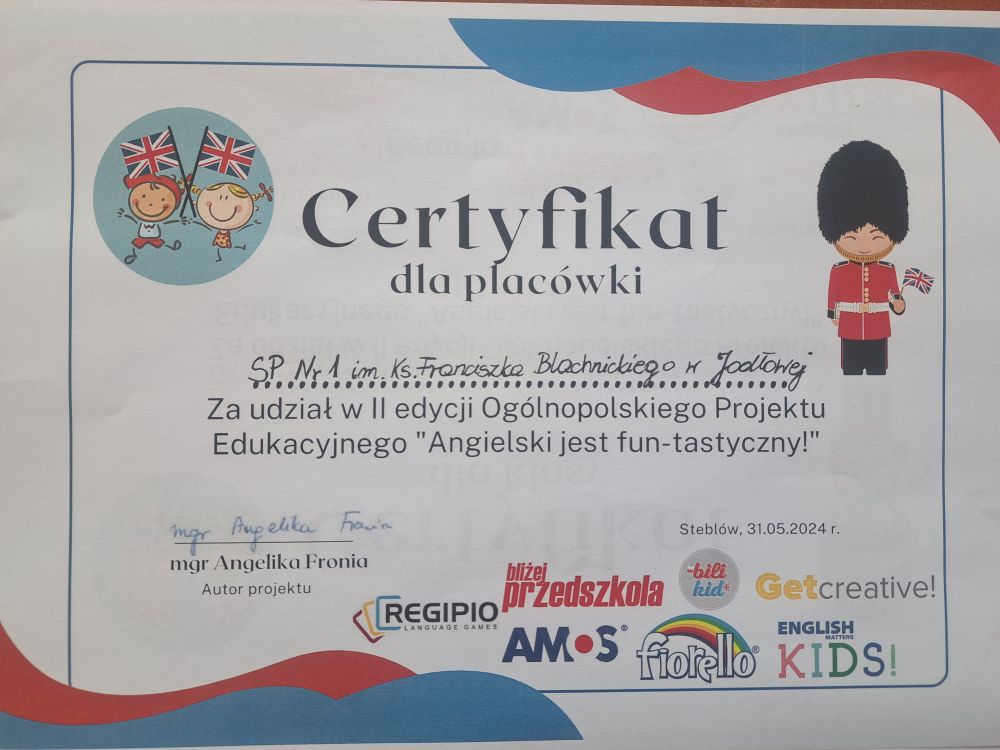 Certyfikat
dla placówki
SP Nr 1 im. Ks. Franciszka Blachnickiego w Jodłowej
Za udział w II edycji Ogólnopolskiego Projektu
Edukacyjnego "Angielski jest fun-tastyczny!"
mgr Angelika Fronia
Steblów, 31.05.2024 r.
mgr Angelika Fronia
Autor projektu
REGIPIO
LANGUAGE GAMES
bliżej
przedszkola
bili
kid
Getcreative!
AMOS®
fiorello®
ENGLISH
MATTERS
KIDS!